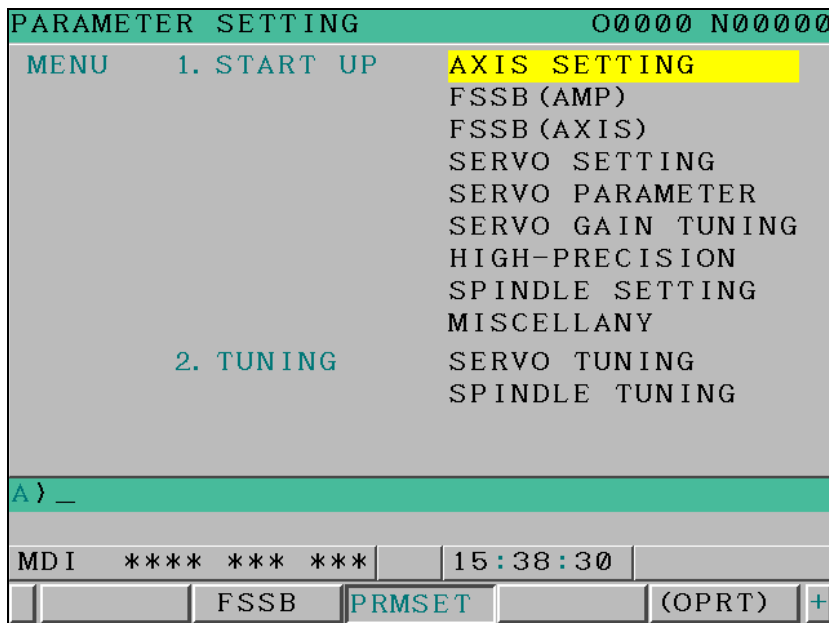 PARAMETER SETTING O0000 N00000
MENU 1. START UP AXIS SETTING
FSSB(AMP)
FSSB(AXIS)
SERVO SETTING
SERVO PARAMETER
SERVO GAIN TUNING
HIGH-PRECISION
SPINDLE SETTING
MISCELLANY
2. TUNING SERVO TUNING
SPINDLE TUNING
A)_
MDI **** *** *** 15:38:30
FSSB PRMSET (OPRT) +